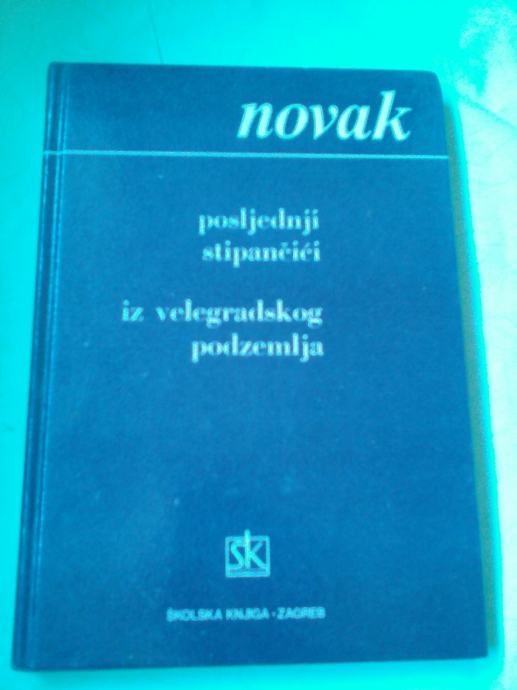 novak
posljednji
stipančići
iz velegradskog
podzemlja
šk
ŠKOLSKA KNJIGA - ZAGREB